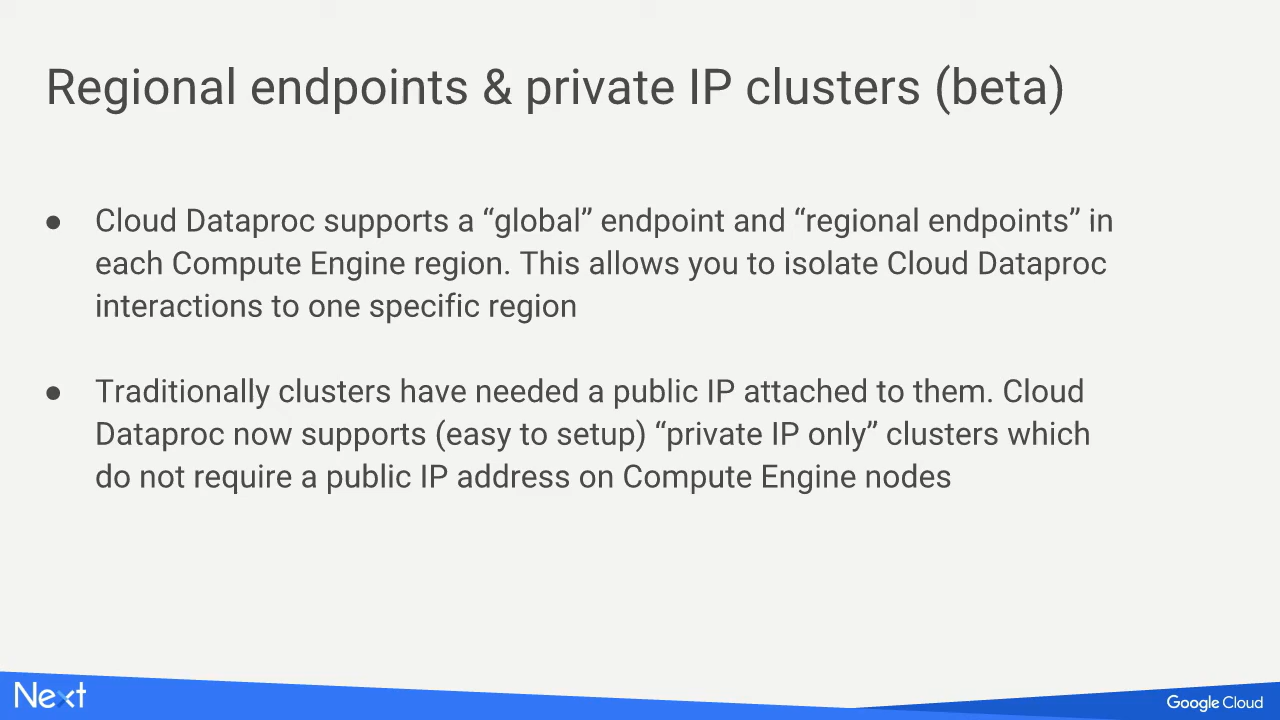 Regional endpoints & private IP clusters (beta)
● Cloud Dataproc supports a “global” endpoint and “regional endpoints” in
each Compute Engine region. This allows you to isolate Cloud Dataproc
interactions to one specific region
● Traditionally clusters have needed a public IP attached to them. Cloud
Dataproc now supports (easy to setup) “private IP only” clusters which
do not require a public IP address on Compute Engine nodes
Next
Google Cloud